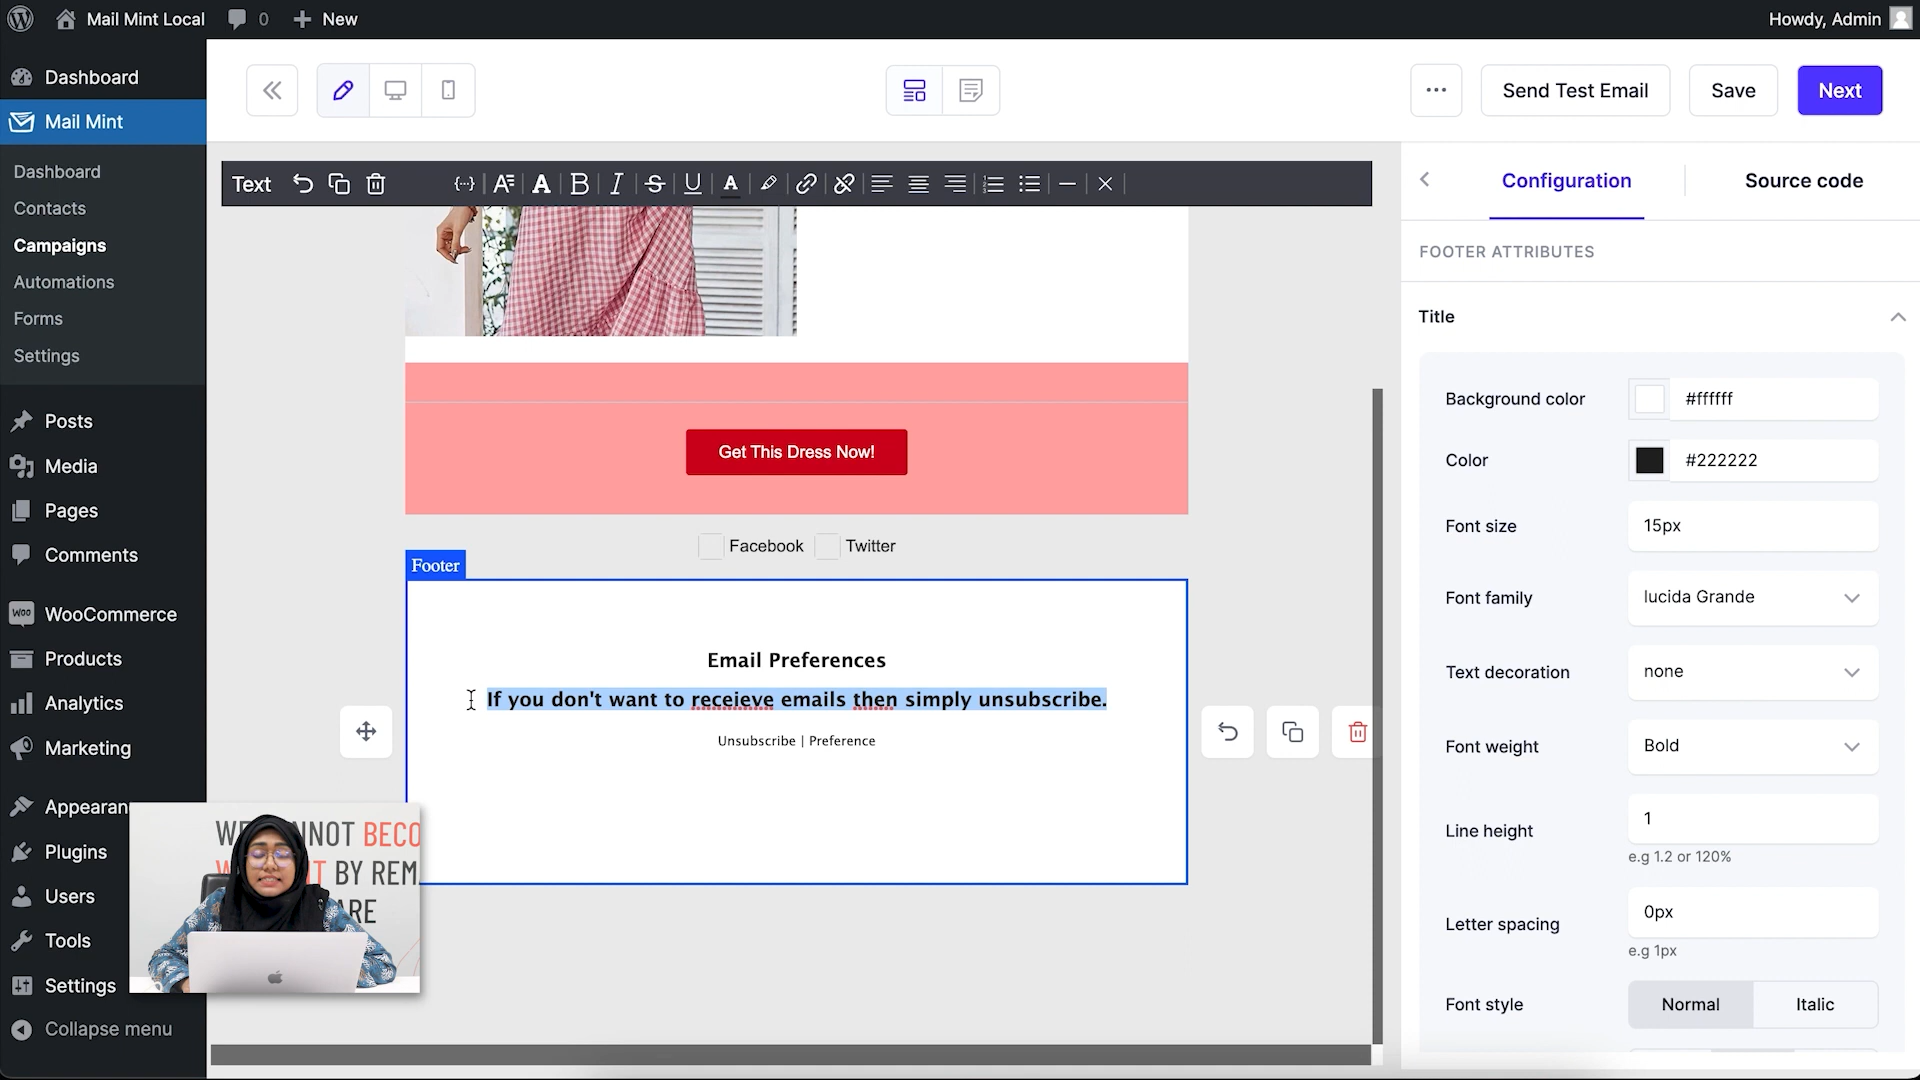 Mail Mint Local
0
New
Howdy, Admin
Dashboard
Mail Mint
Dashboard
Contacts
Campaigns
Automations
Forms
Settings
Posts
Media
Pages
Comments
WooCommerce
Products
Analytics
Marketing
Appearan
Plugins
Users
Tools
Settings
Collapse menu
Send Test Email
Save
Next
Text
Get This Dress Now!
Facebook
Twitter
Footer
Email Preferences
If you don't want to receieve emails then simply unsubscribe.
Unsubscribe | Preference
Configuration
Source code
FOOTER ATTRIBUTES
Title
Background color
#ffffff
Color
#222222
Font size
15px
Font family
lucida Grande
Text decoration
none
Font weight
Bold
Line height
1
e.g 1.2 or 120%
Letter spacing
0px
e.g 1px
Font style
Normal
Italic
BECO
BY REM